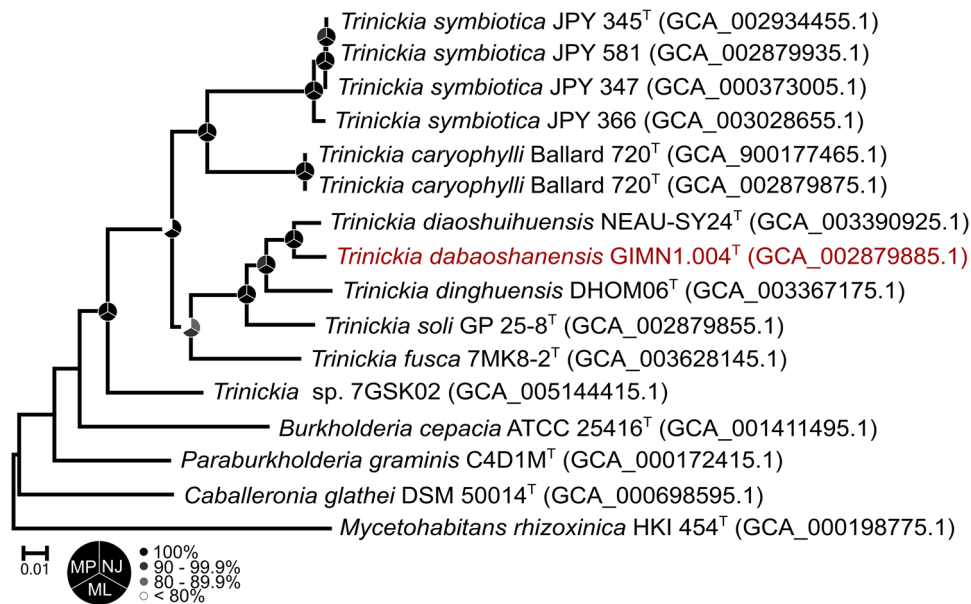 Trinickia symbiotica JPY 345ᵀ (GCA_002934455.1)
Trinickia symbiotica JPY 581 (GCA_002879935.1)
Trinickia symbiotica JPY 347 (GCA_000373005.1)
Trinickia symbiotica JPY 366 (GCA_003028655.1)
Trinickia caryophylli Ballard 720ᵀ (GCA_900177465.1)
Trinickia caryophylli Ballard 720ᵀ (GCA_002879875.1)
Trinickia diaoshuihuensis NEAU-SY24ᵀ (GCA_003390925.1)
Trinickia dabaoshanensis GIMN1.004ᵀ (GCA_002879885.1)
Trinickia dinghuensis DHOM06ᵀ (GCA_003367175.1)
Trinickia soli GP 25-8ᵀ (GCA_002879855.1)
Trinickia fusca 7MK8-2ᵀ (GCA_003628145.1)
Trinickia sp. 7GSK02 (GCA_005144415.1)
Burkholderia cepacia ATCC 25416ᵀ (GCA_001411495.1)
Paraburkholderia graminis C4D1Mᵀ (GCA_000172415.1)
Caballeronia glathei DSM 50014ᵀ (GCA_000698595.1)
Mycetohabitans rhizoxinica HKI 454ᵀ (GCA_000198775.1)
0.01
MP NJ
ML
100%
90 - 99.9%
80 - 89.9%
< 80%